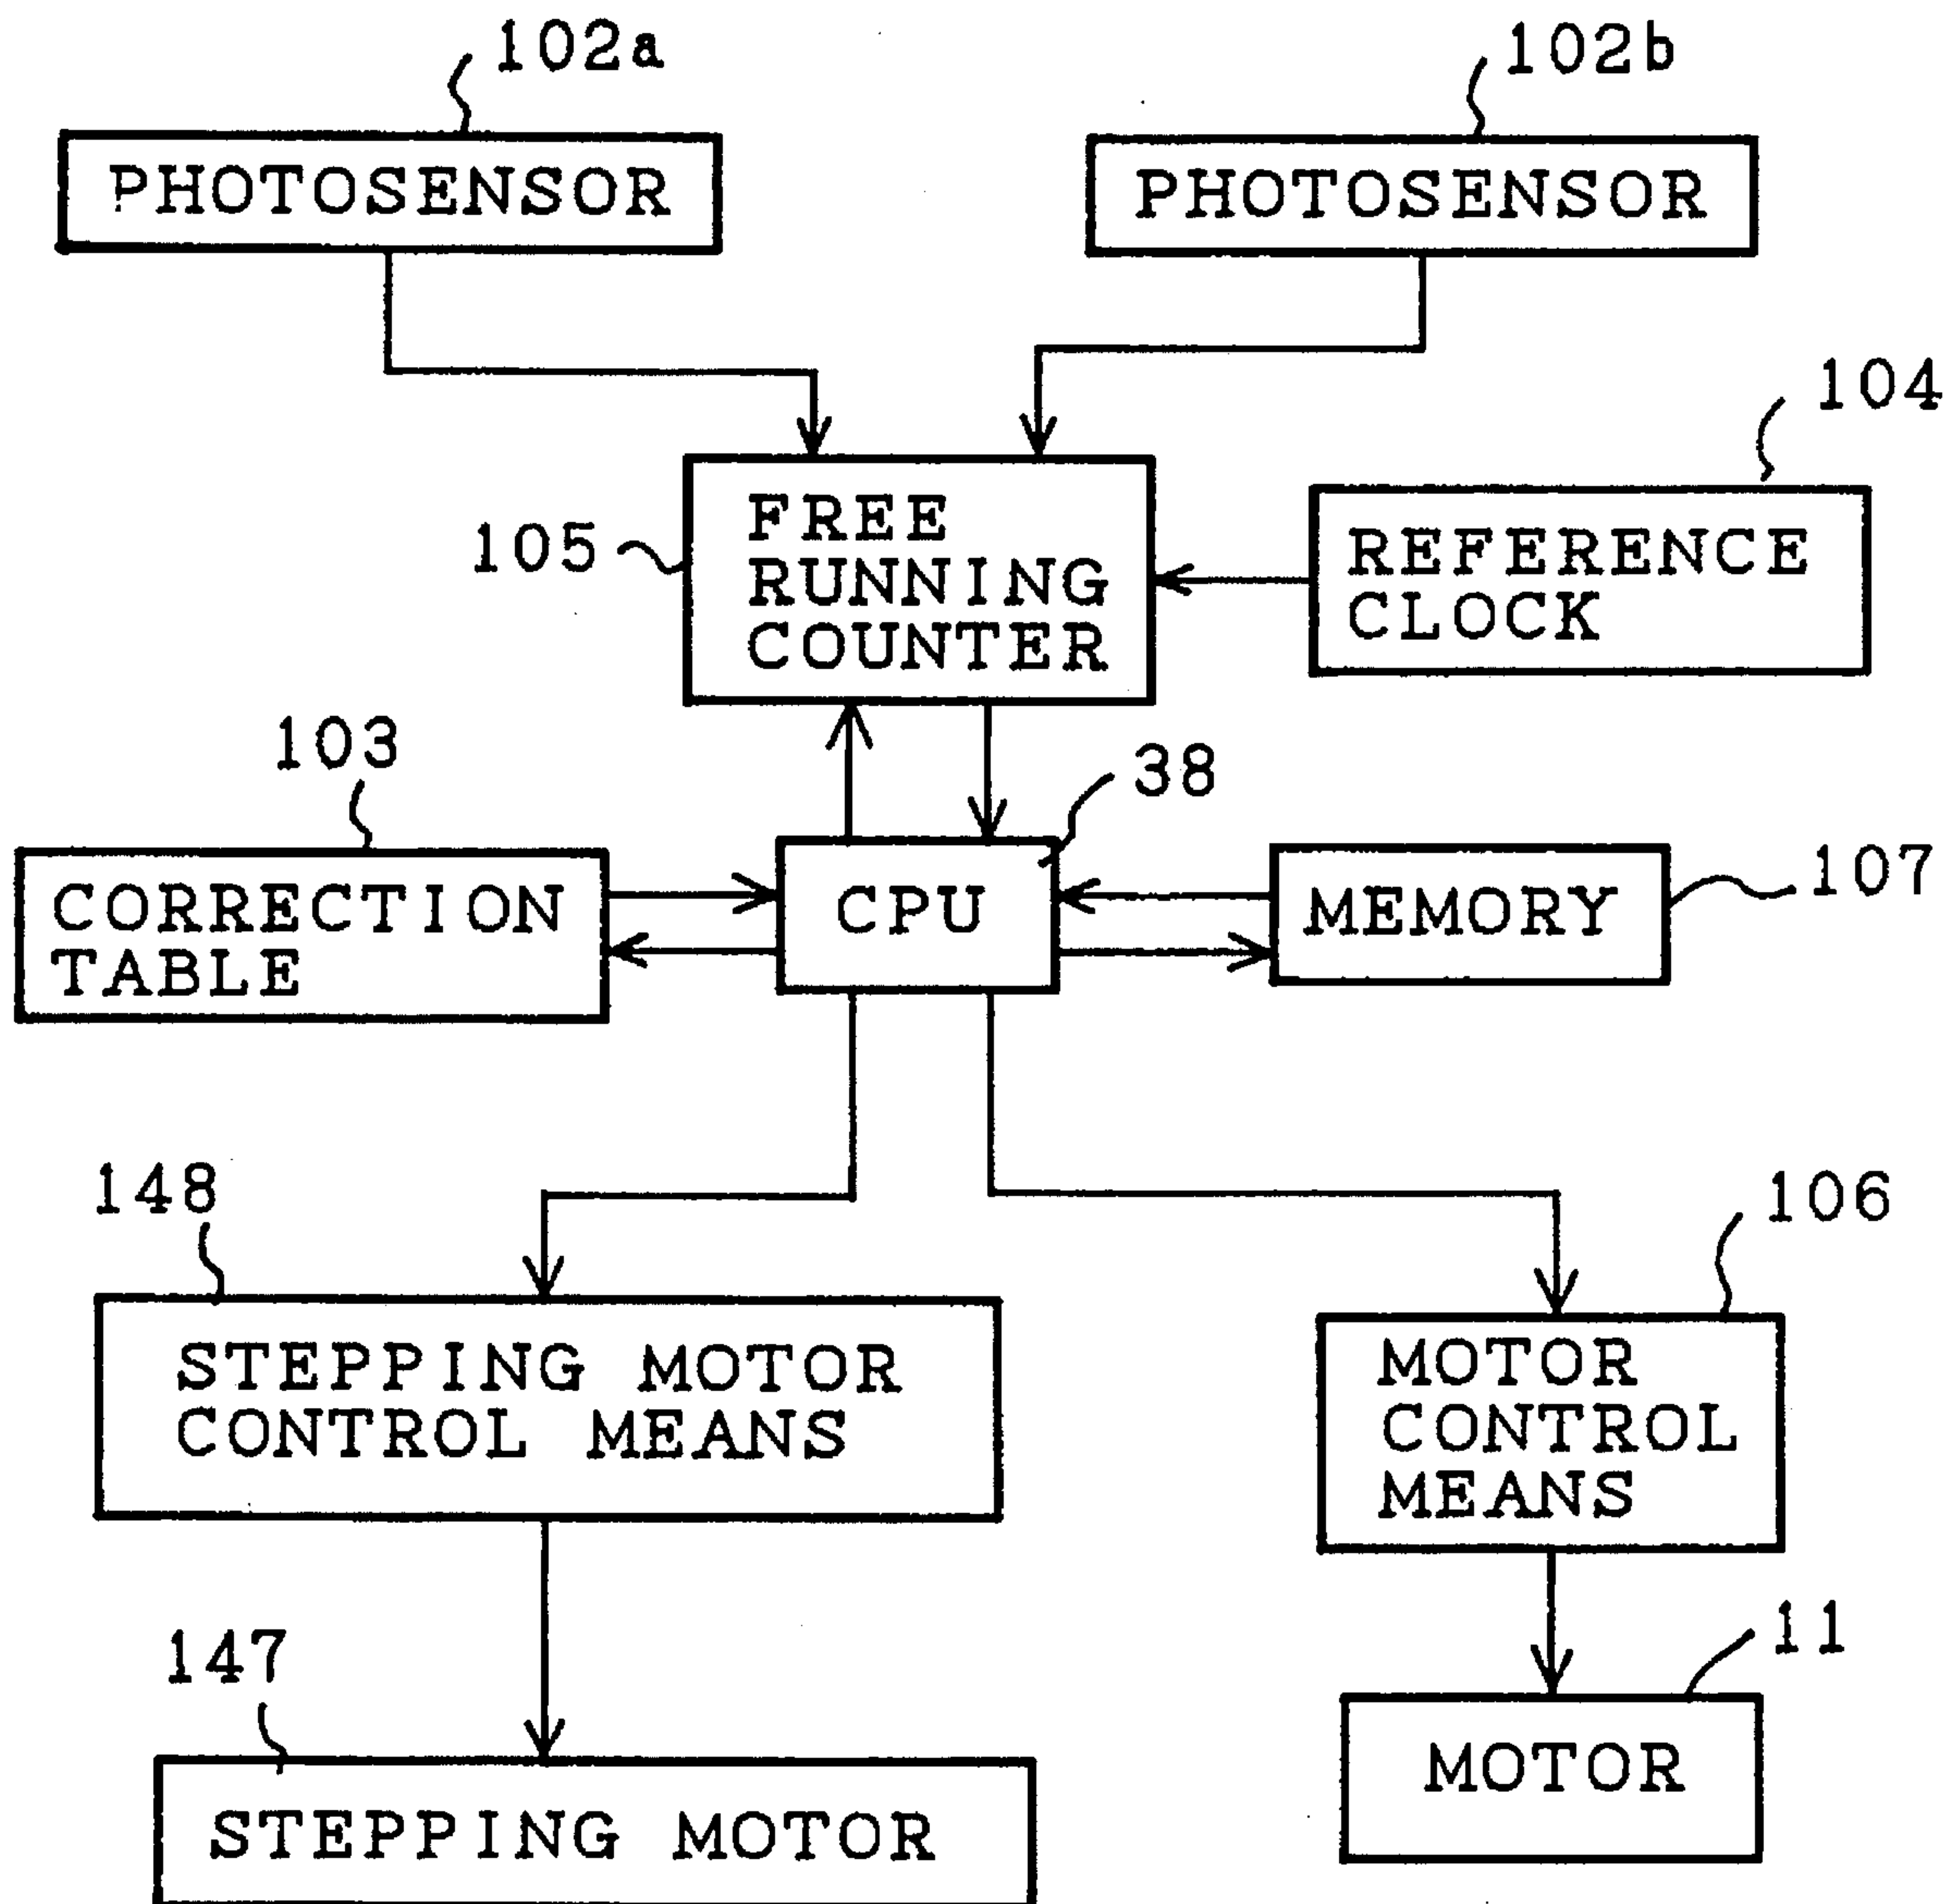 102a
102b
PHOTOSENSOR
PHOTOSENSOR
104
105
FREE
RUNNING
COUNTER
REFERENCE
CLOCK
103
38
CORRECTION
TABLE
CPU
MEMORY
107
148
106
STEPPING MOTOR
CONTROL MEANS
MOTOR
CONTROL
MEANS
147
11
STEPPING MOTOR
MOTOR